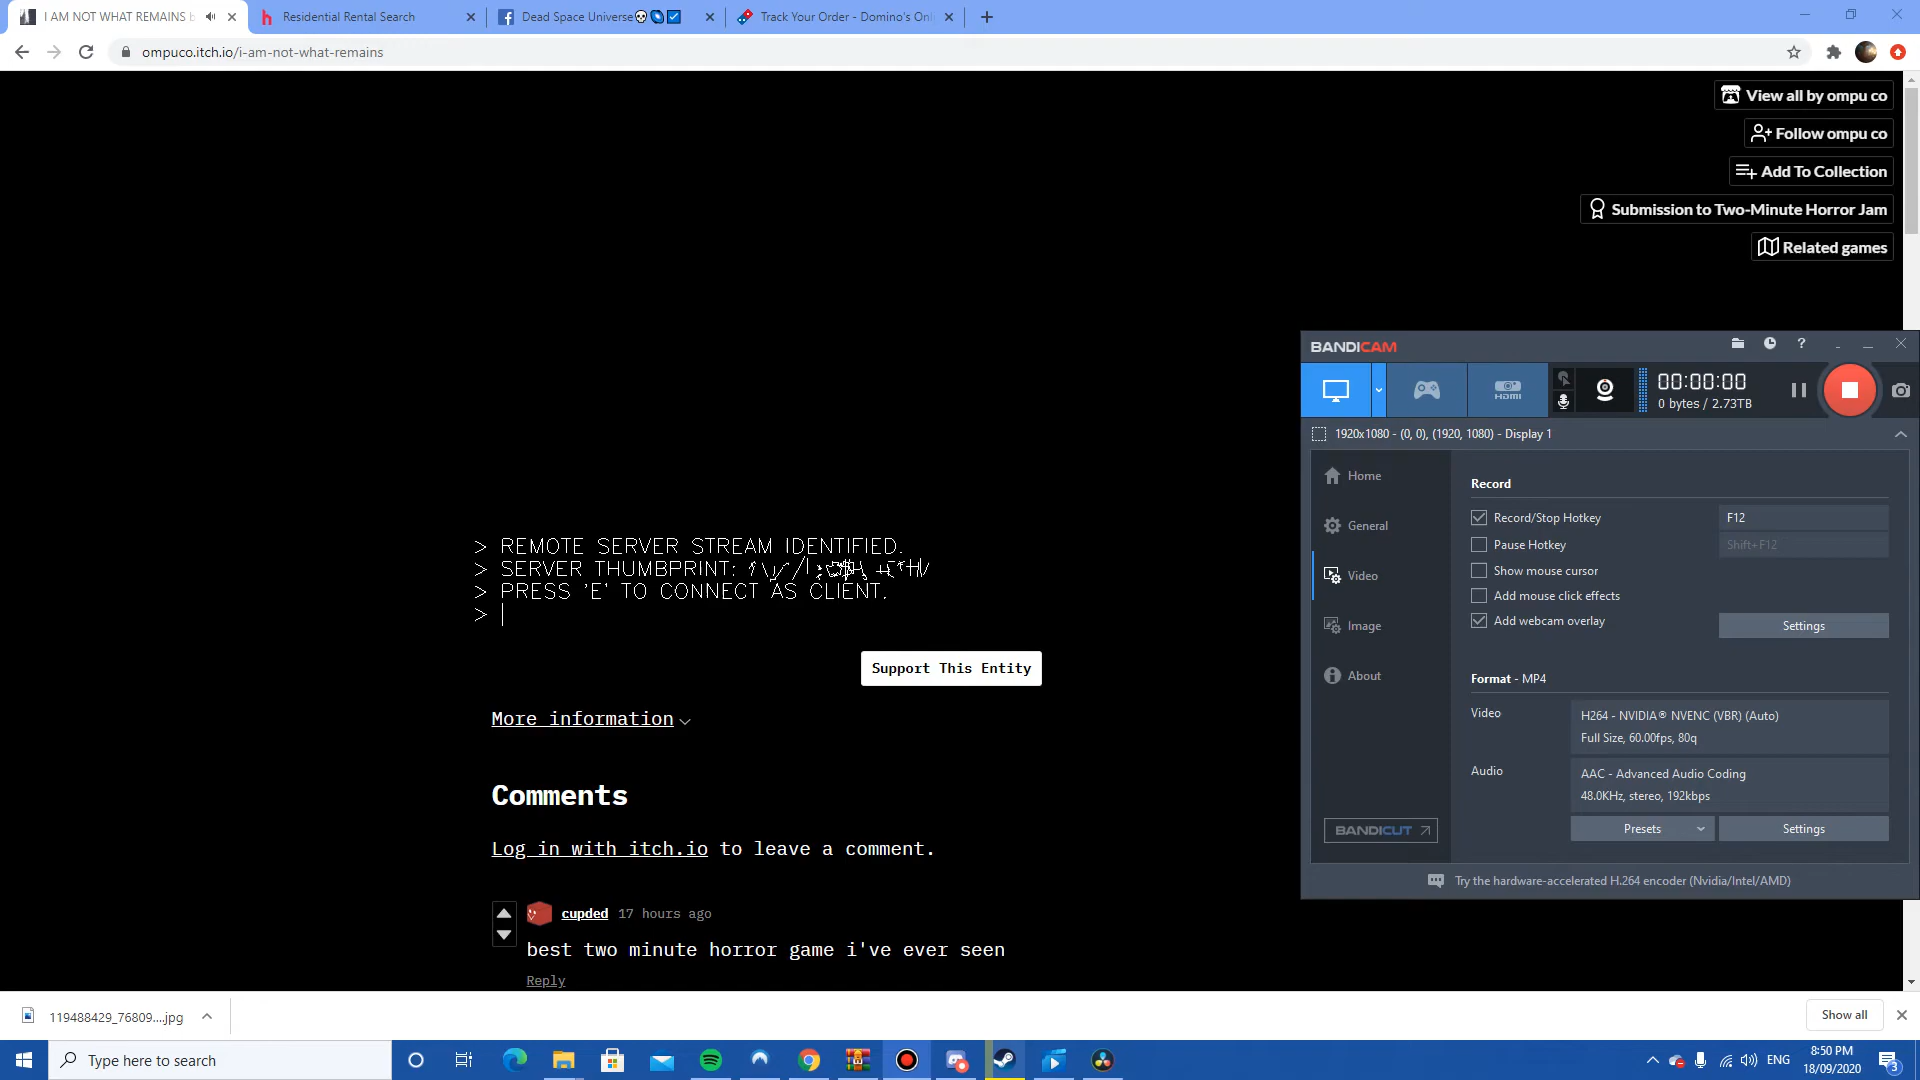 I AM NOT WHAT REMAINS b
Residential Rental Search
Dead Space Universe
Track Your Order - Domino's Onl
ompuco.itch.io/i-am-not-what-remains
View all by ompu co
Follow ompu co
Add To Collection
Submission to Two-Minute Horror Jam
Related games
> REMOTE SERVER STREAM IDENTIFIED.
> SERVER THUMBPRINT:
> PRESS 'E' TO CONNECT AS CLIENT.
>
Support This Entity
More information
Comments
Log in with itch.io to leave a comment.
cupded 17 hours ago
best two minute horror game i've ever seen
Reply
BANDICAM
HDMI
00:00:00
0 bytes / 2.73TB
1920x1080 - (0, 0), (1920, 1080) - Display 1
Home
General
Video
Image
About
BANDICUT
Record
Record/Stop Hotkey F12
Pause Hotkey Shift+F12
Show mouse cursor
Add mouse click effects
Add webcam overlay Settings
Format - MP4
Video
H264 - NVIDIA® NVENC (VBR) (Auto)
Full Size, 60.00fps, 80q
Audio
AAC - Advanced Audio Coding
48.0KHz, stereo, 192kbps
Presets Settings
Try the hardware-accelerated H.264 encoder (Nvidia/Intel/AMD)
119488429_76809....jpg
Show all
Type here to search
ENG
8:50 PM
18/09/2020
3